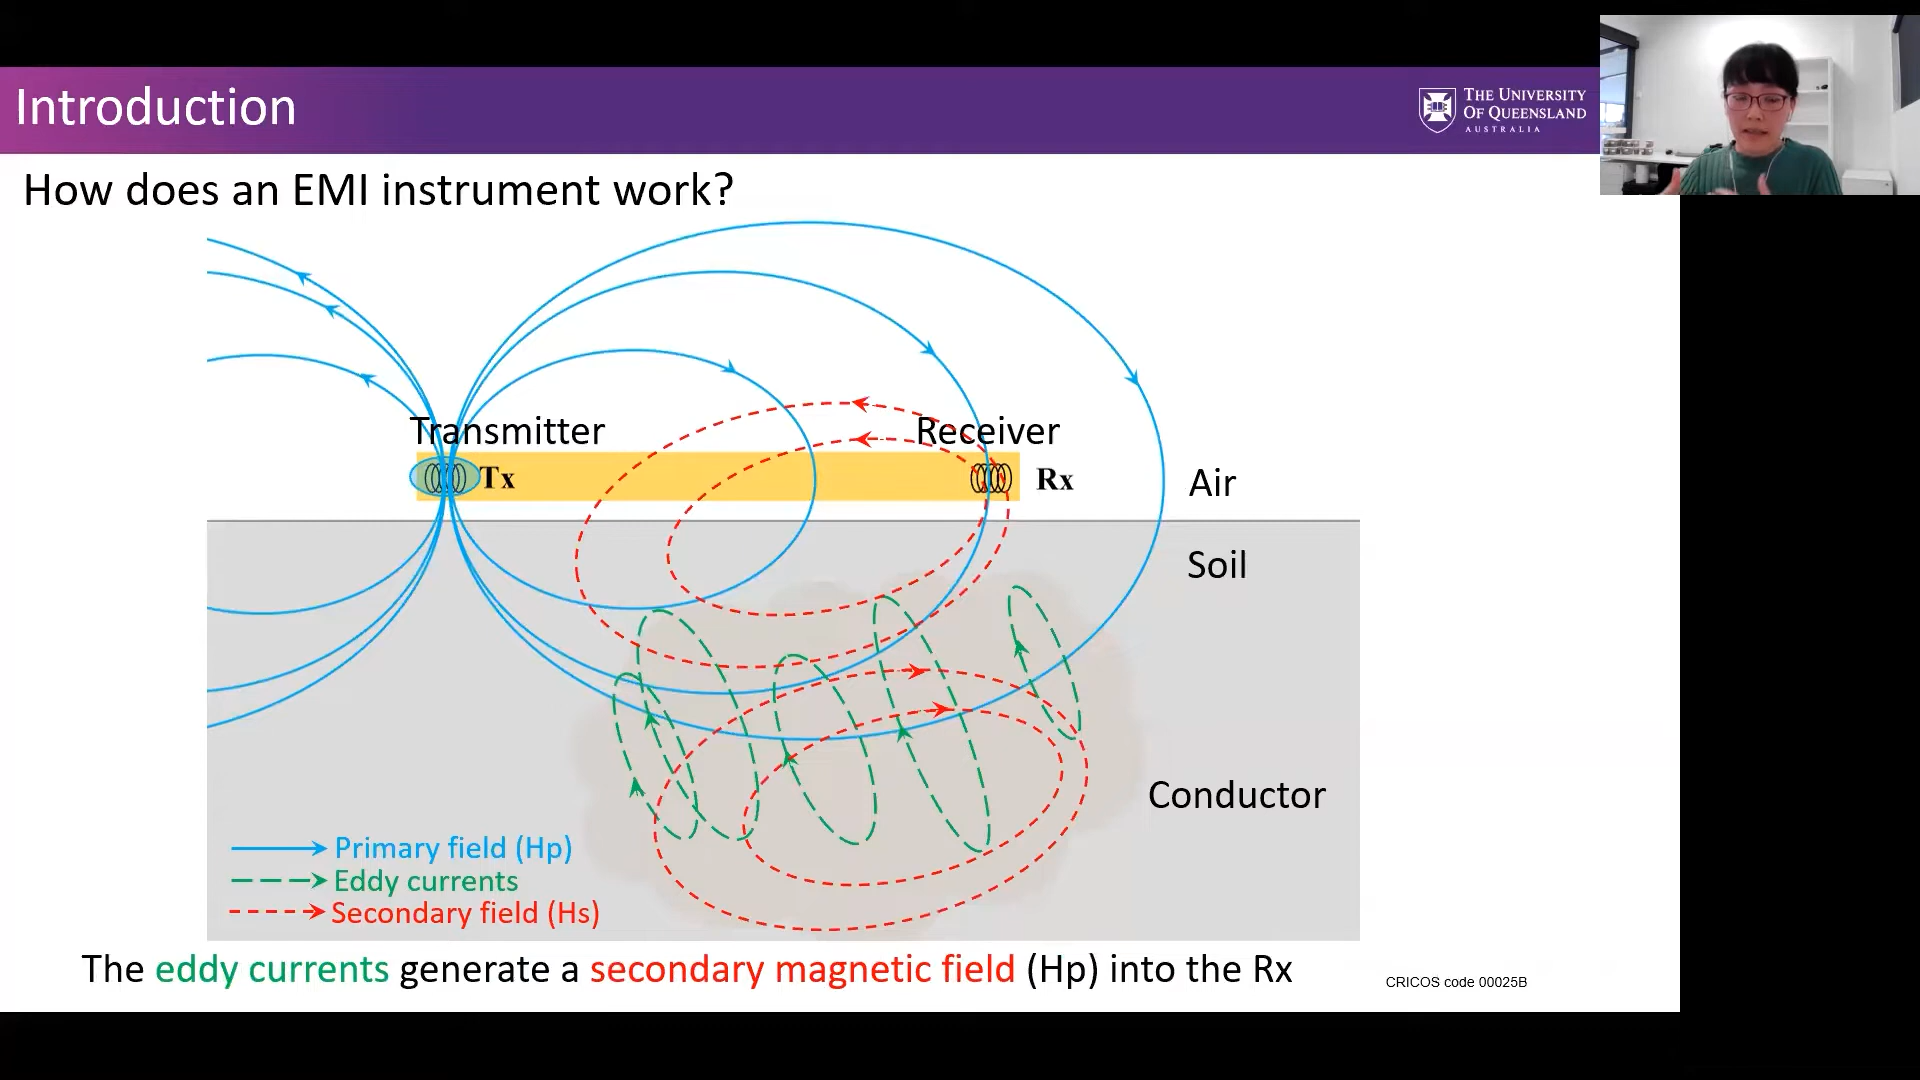 Introduction
THE UNIVERSITY
OF QUEENSLAND
AUSTRALIA
How does an EMI instrument work?
Transmitter
Receiver
Tx
Rx
Air
Soil
Conductor
Primary field (Hp)
Eddy currents
Secondary field (Hs)
The eddy currents generate a secondary magnetic field (Hp) into the Rx
CRICOS code 00025B